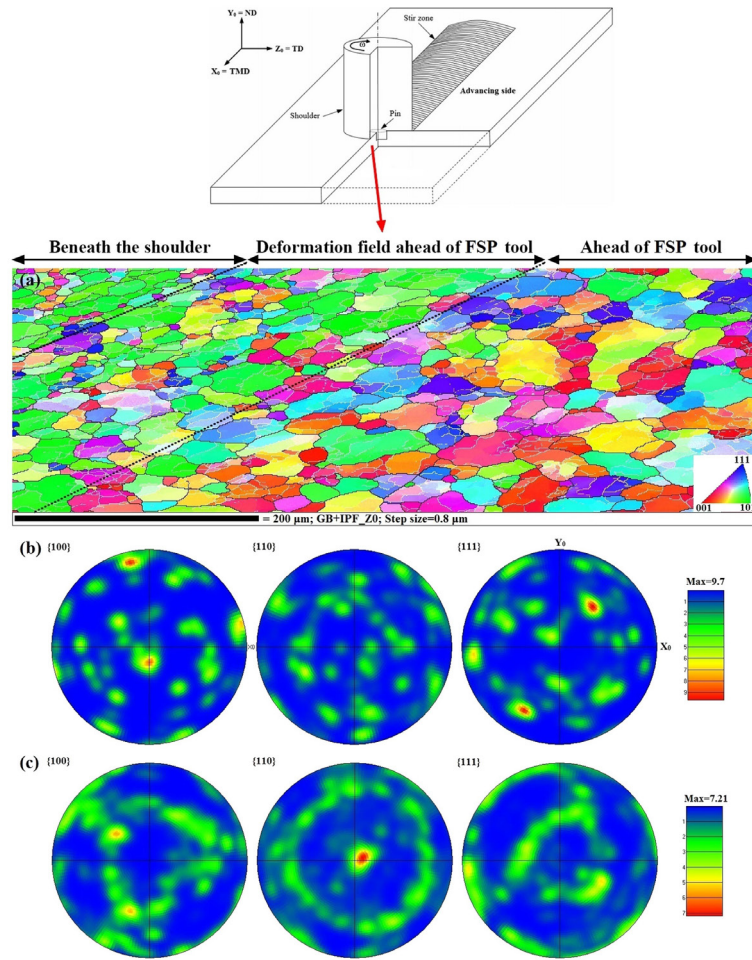 Y₀ = ND
Z₀ = TD
X₀ = TMD
ω
Stir zone
Advancing side
Shoulder
Pin
Beneath the shoulder
Deformation field ahead of FSP tool
Ahead of FSP tool
(a)
111
001
10
= 200 µm; GB+IPF_Z0; Step size=0.8 µm
(b)
{100}
{110}
{111}
Y₀
X₀
Max=9.7
1
2
3
4
5
6
7
8
9
(c)
{100}
{110}
{111}
Max=7.21
1
2
3
4
5
6
7